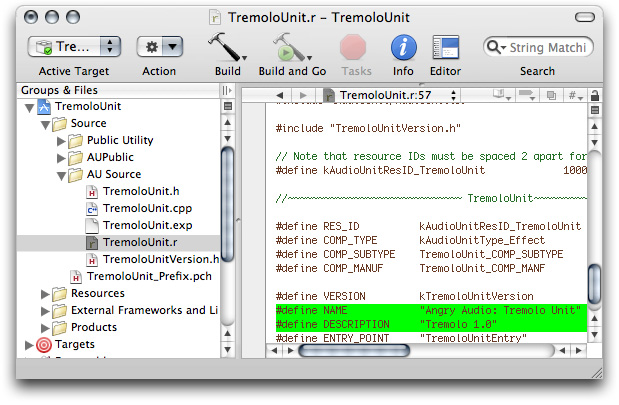 TremoloUnit.r – TremoloUnit
Tre...
Active Target
Action
Build
Build and Go
Tasks
Info
Editor
String Matchi
Search
Groups & Files
TremoloUnit
Source
Public Utility
AUPublic
AU Source
TremoloUnit.h
TremoloUnit.cpp
TremoloUnit.exp
TremoloUnit.r
TremoloUnitVersion.h
TremoloUnit_Prefix.pch
Resources
External Frameworks and Li
Products
Targets
TremoloUnit.r:57
#include "TremoloUnitVersion.h"
// Note that resource IDs must be spaced 2 apart for
#define kAudioUnitResID_TremoloUnit 1000
//~~~~~~~~~~~~~~~~~~~~~~~~~~~~ TremoloUnit~~~~~~~~~
#define RES_ID kAudioUnitResID_TremoloUnit
#define COMP_TYPE kAudioUnitType_Effect
#define COMP_SUBTYPE TremoloUnit_COMP_SUBTYPE
#define COMP_MANUF TremoloUnit_COMP_MANF
#define VERSION kTremoloUnitVersion
#define NAME "Angry Audio: Tremolo Unit"
#define DESCRIPTION "Tremolo 1.0"
#define ENTRY_POINT "TremoloUnitEntry"